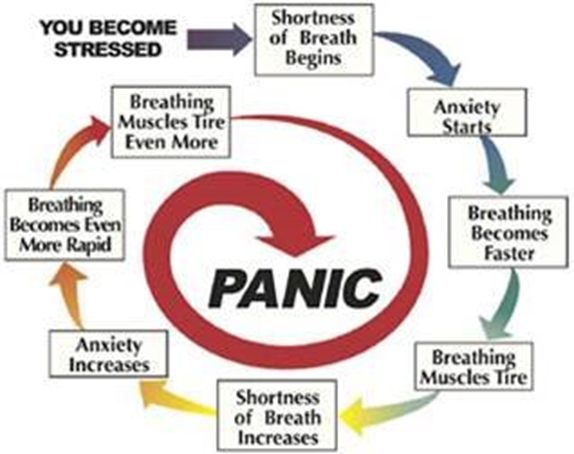 YOU BECOME
STRESSED
Shortness
of Breath
Begins
Anxiety
Starts
Breathing
Becomes
Faster
Breathing
Muscles Tire
Shortness
of Breath
Increases
Anxiety
Increases
Breathing
Becomes Even
More Rapid
Breathing
Muscles Tire
Even More
PANIC